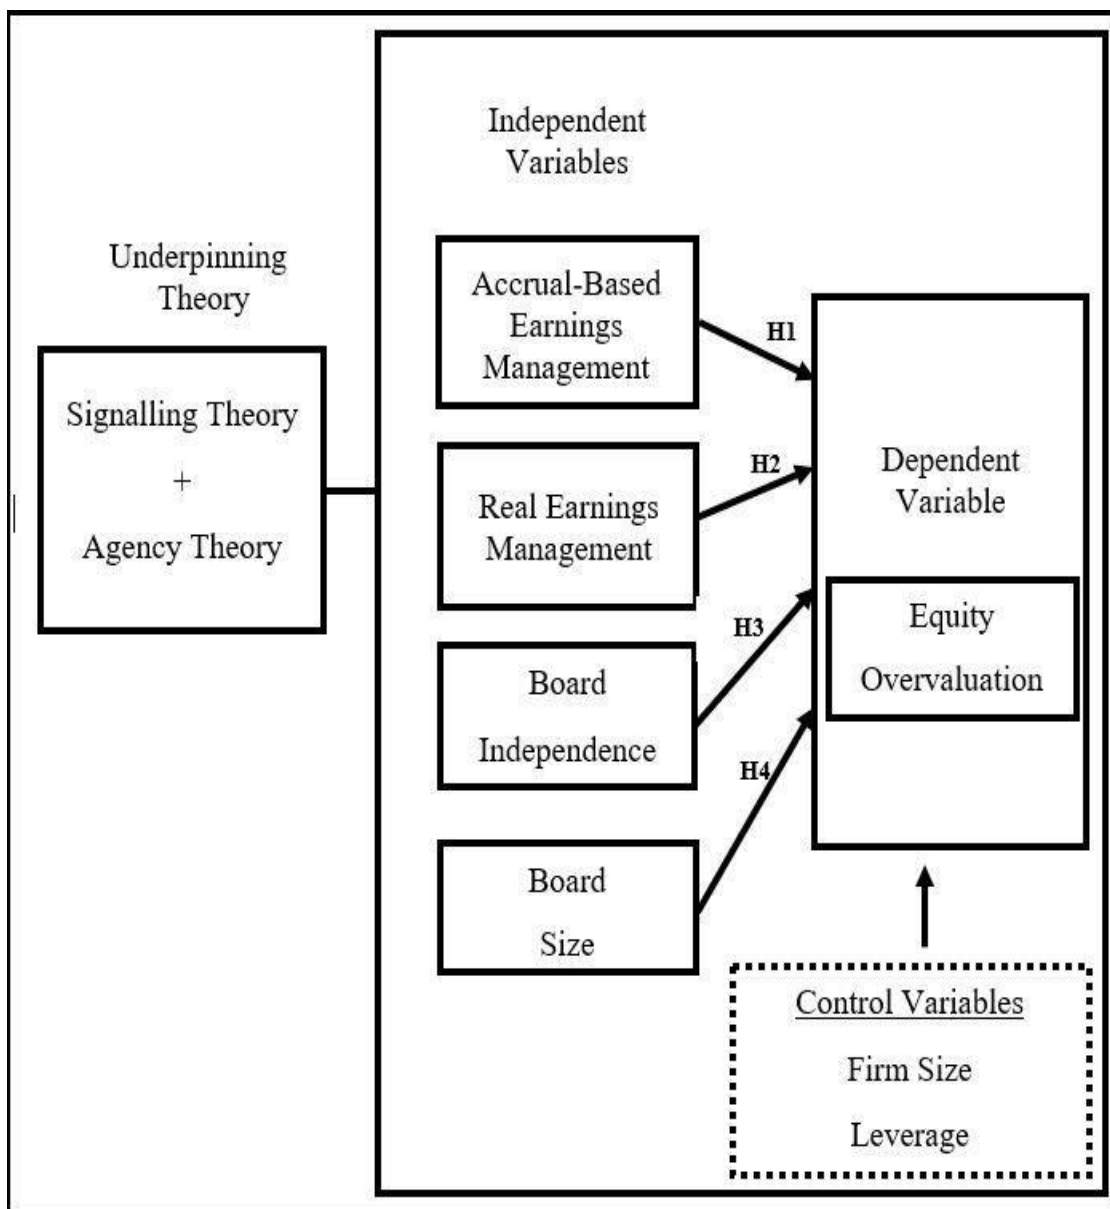 Underpinning
Theory
Signalling Theory
+
Agency Theory
Independent
Variables
Accrual-Based
Earnings
Management
Real Earnings
Management
Board
Independence
Board
Size
H1
H2
H3
H4
Dependent
Variable
Equity
Overvaluation
Control Variables
Firm Size
Leverage